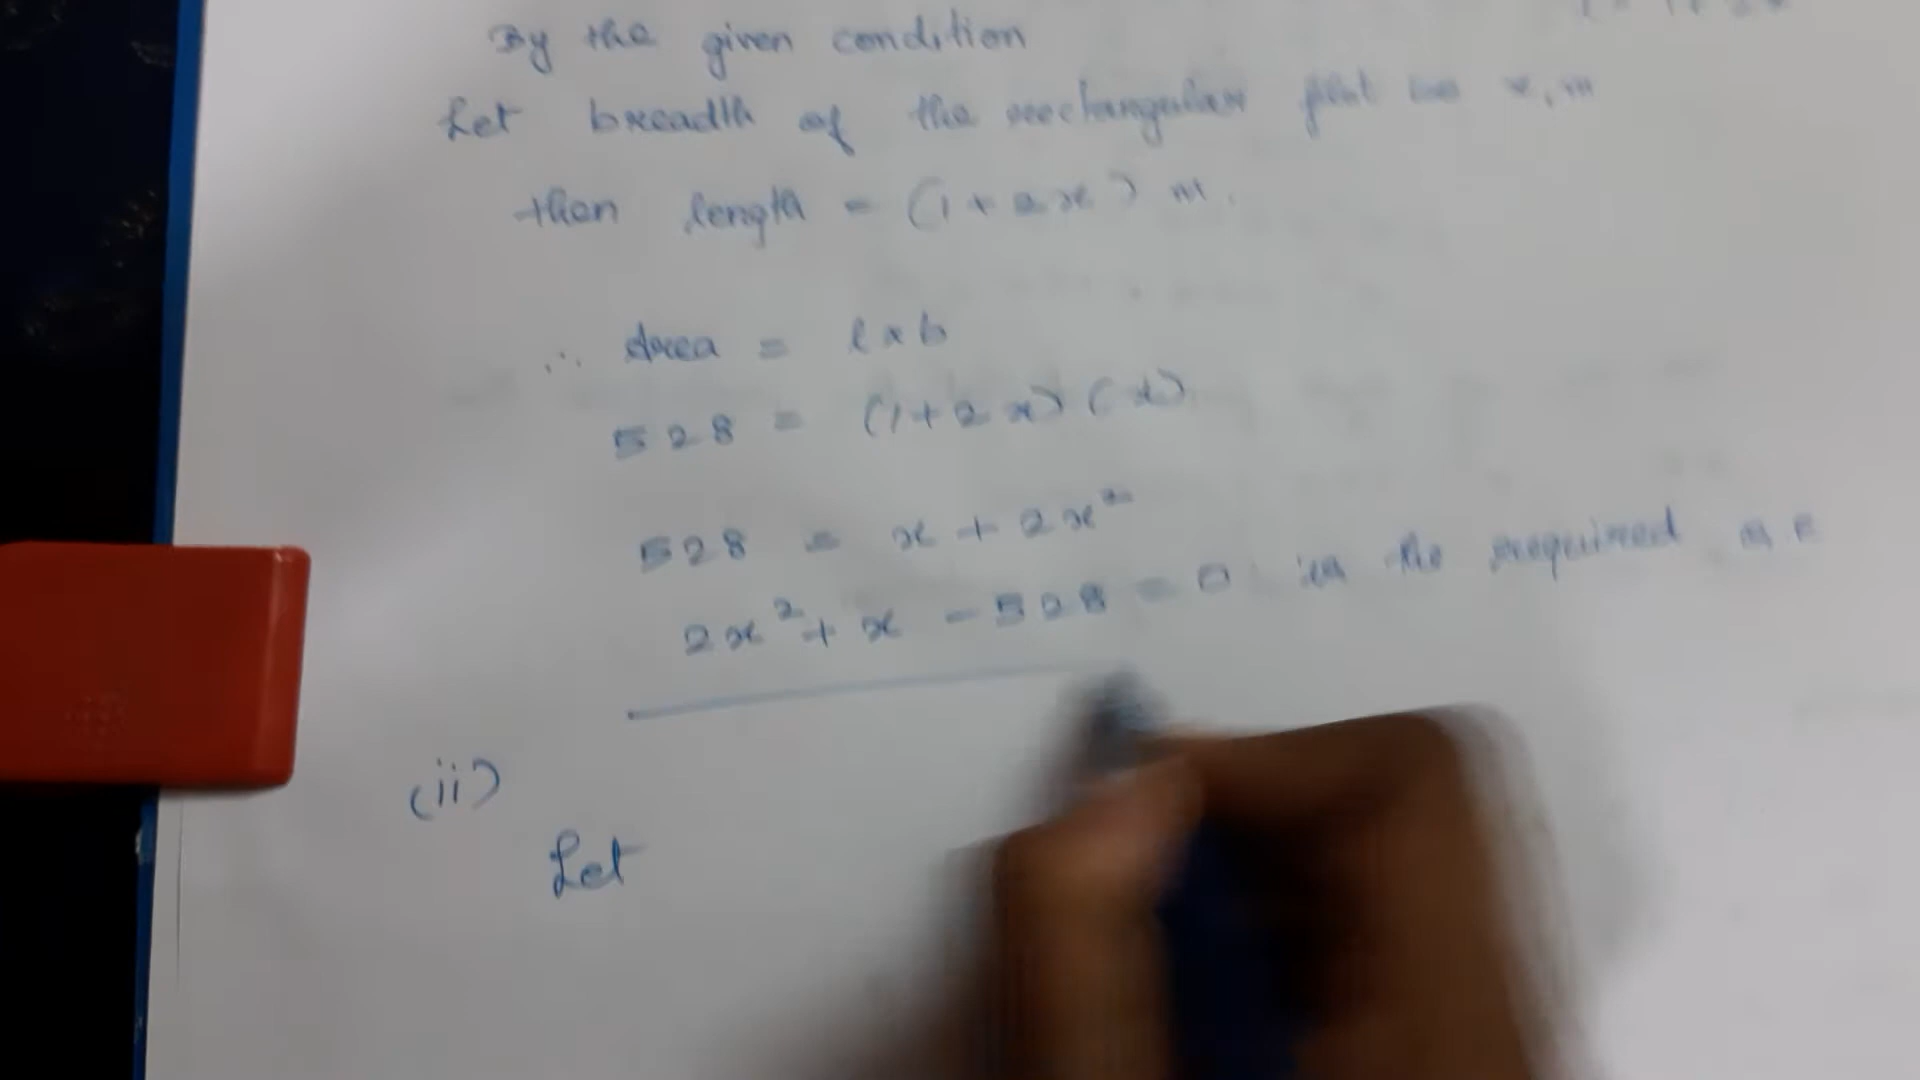 By the given condition
Let breadth of the rectangular plot is x, m
then length = (1 + 2x) m.
∴ Area = l × b
528 = (1 + 2x) (x)
528 = x + 2x²
2x² + x - 528 = 0 is the required
(ii)
Let